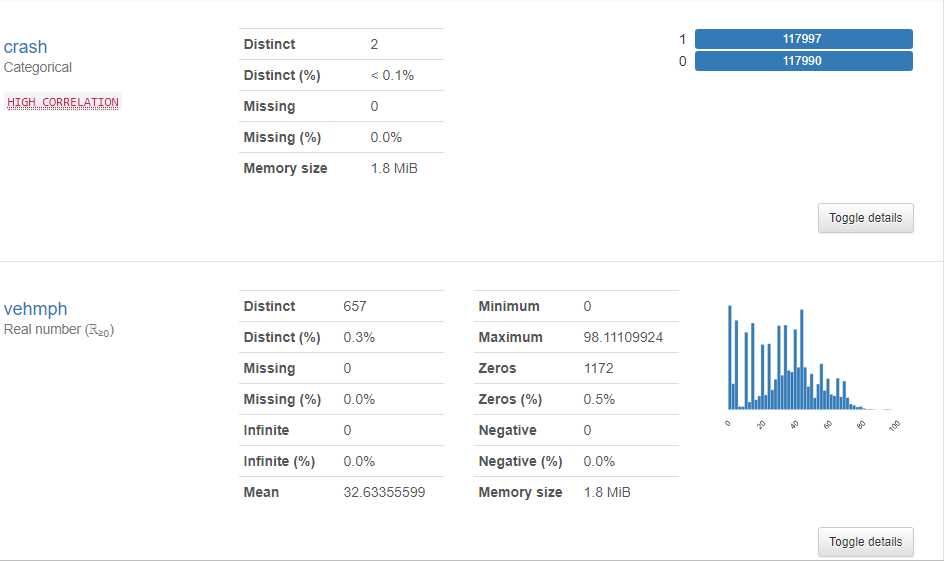 crash
Categorical
HIGH CORRELATION
Distinct 2
Distinct (%) < 0.1%
Missing 0
Missing (%) 0.0%
Memory size 1.8 MiB
1 117997
0 117990
Toggle details
vehmph
Real number (ℝ≥0)
Distinct 657
Distinct (%) 0.3%
Missing 0
Missing (%) 0.0%
Infinite 0
Infinite (%) 0.0%
Mean 32.63355599
Minimum 0
Maximum 98.11109924
Zeros 1172
Zeros (%) 0.5%
Negative 0
Negative (%) 0.0%
Memory size 1.8 MiB
0 20 40 60 80 100
Toggle details